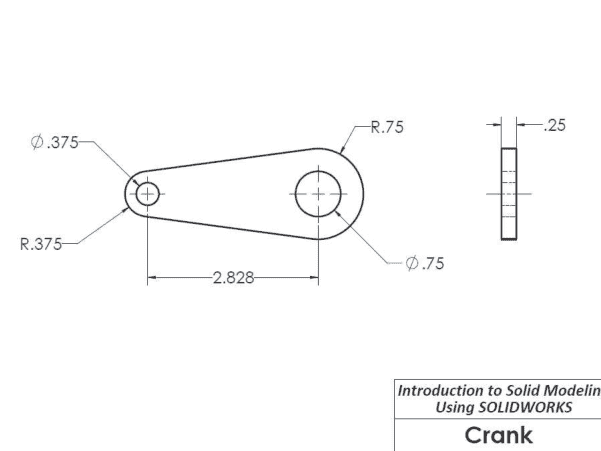 R.75
.25
Ø .375
R.375
Ø .75
2.828
Introduction to Solid Modelin
Using SOLIDWORKS
Crank